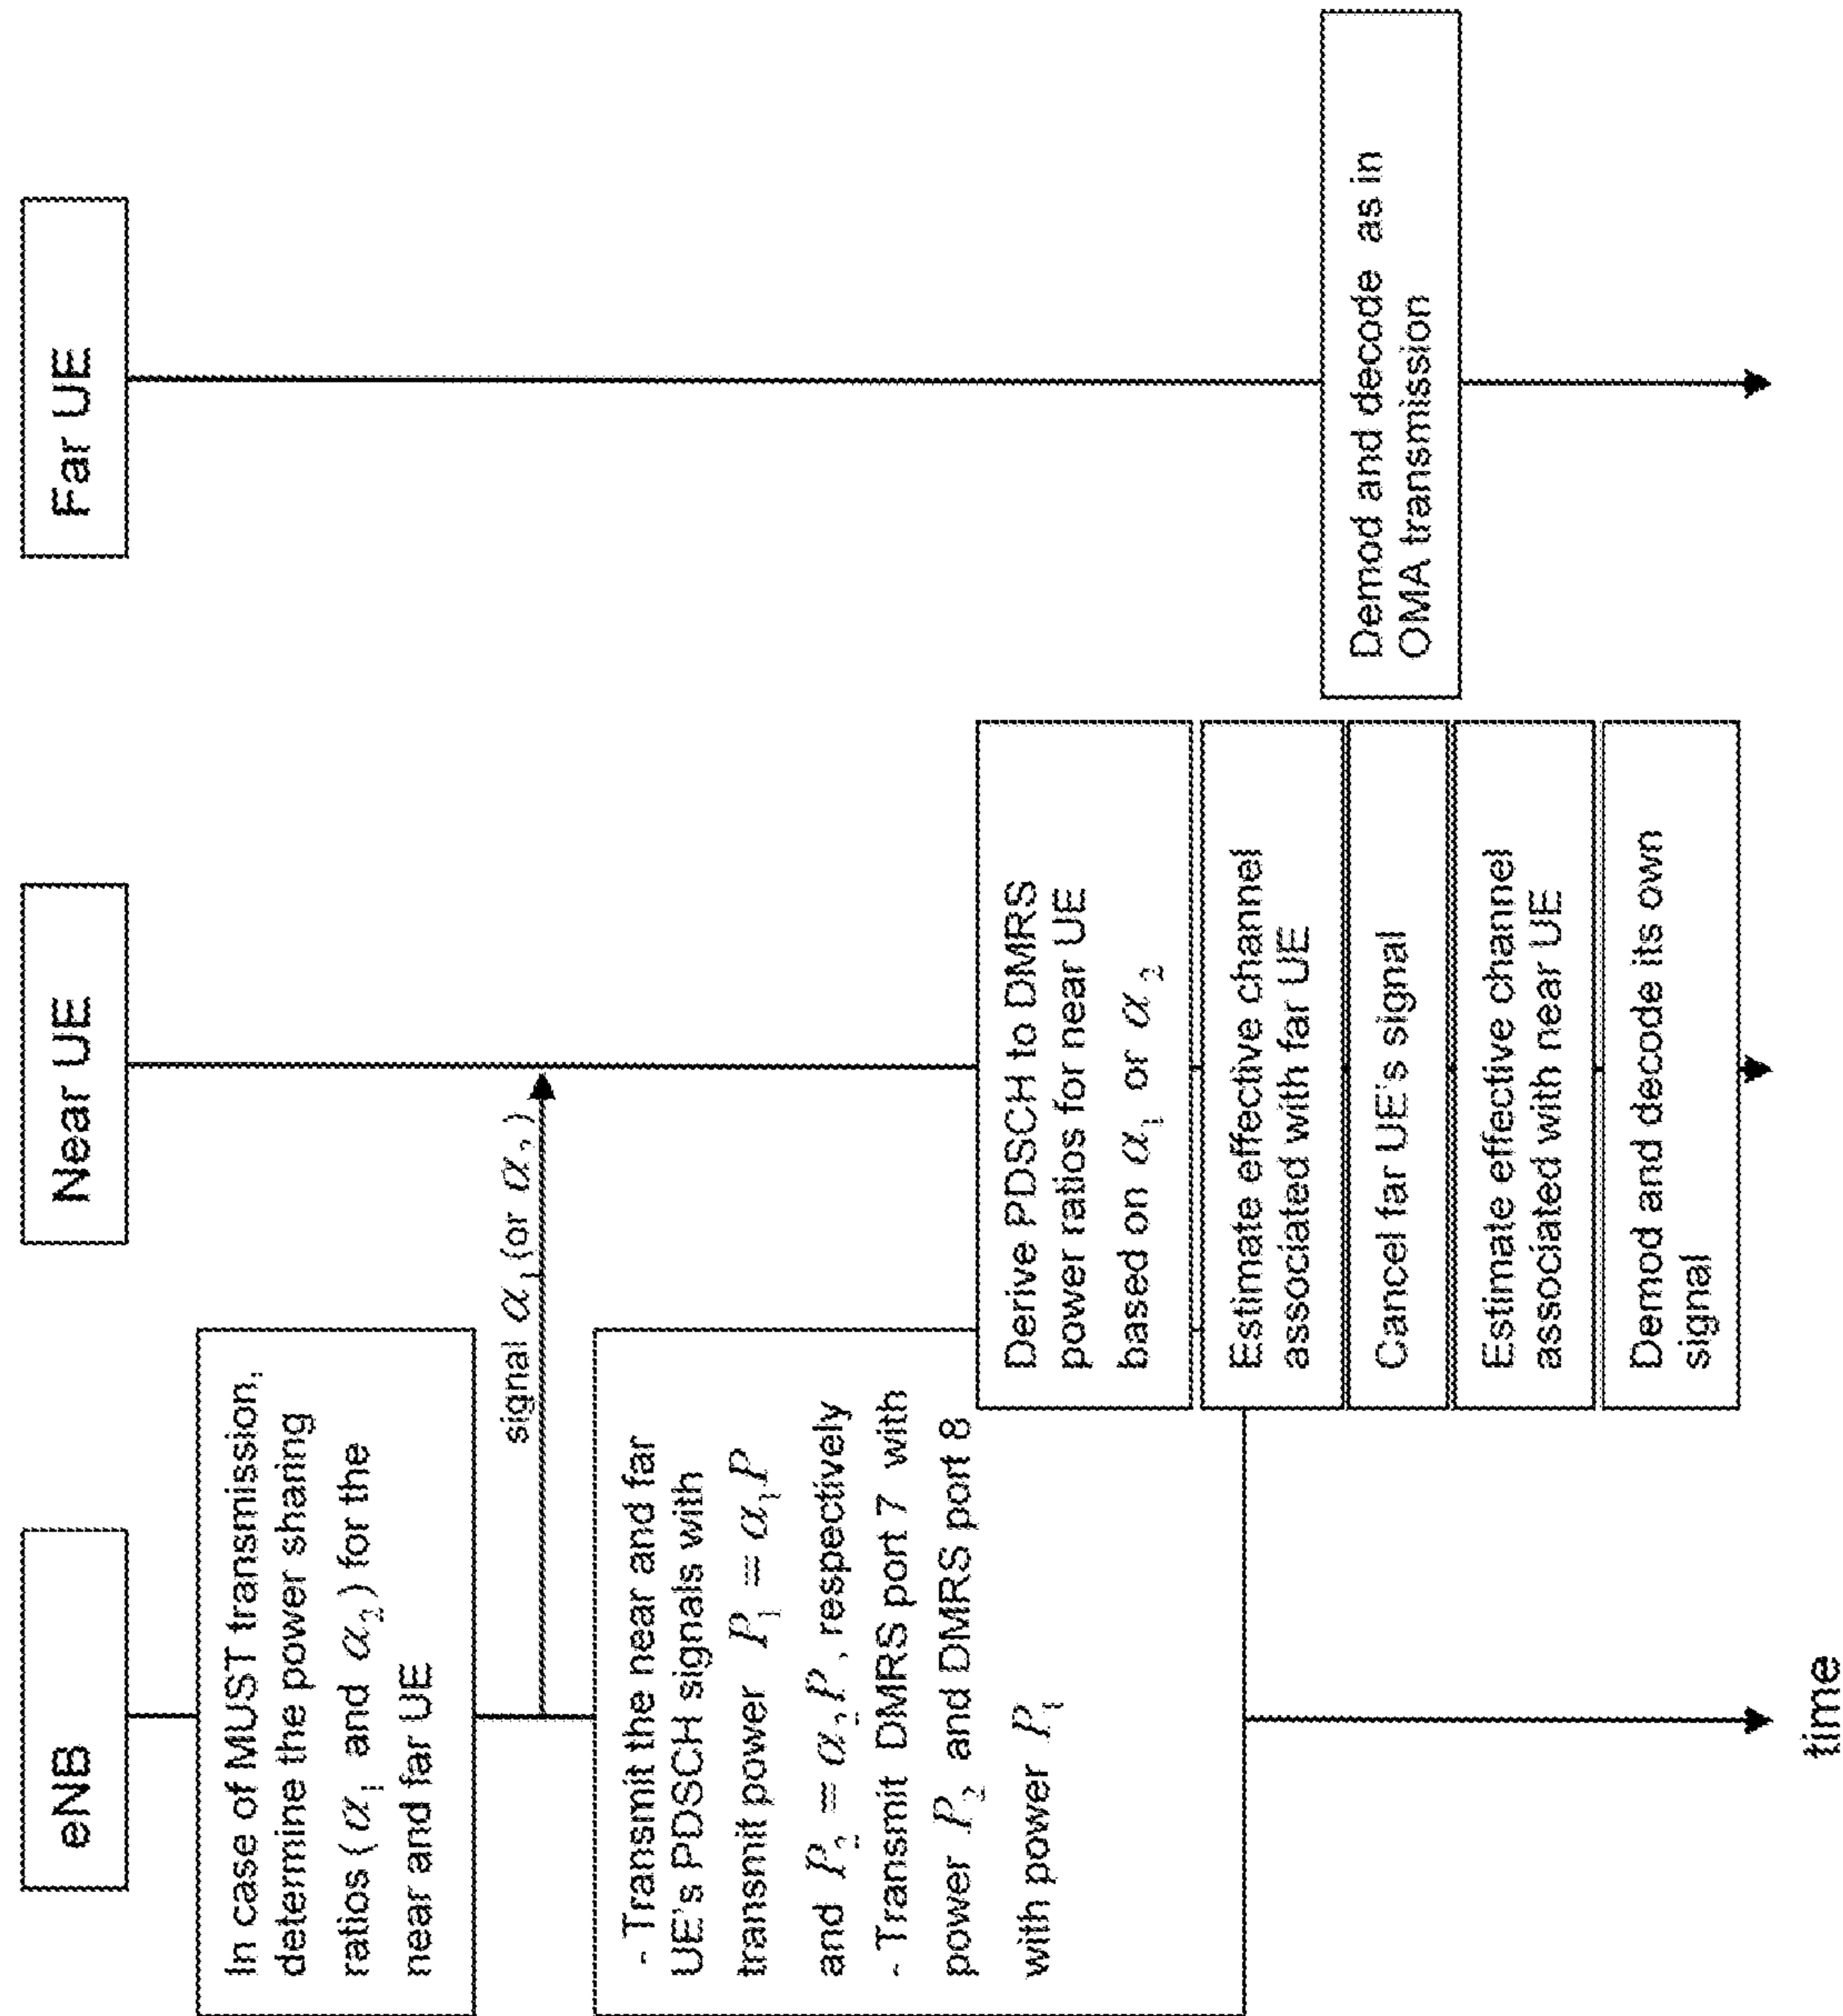 eNB
Near UE
Far UE
In case of MUST transmission,
determine the power sharing
ratios (α₁ and α₂) for the
near and far UE
signal α₁ (or α₂)
- Transmit the near and far
UE's PDSCH signals with
transmit power P₁ = α₁P
and P₂ = α₂P, respectively
- Transmit DMRS port 7 with
power P₂ and DMRS port 8
with power P₁
Derive PDSCH to DMRS
power ratios for near UE
based on α₁ or α₂
Estimate effective channel
associated with far UE
Cancel far UE's signal
Estimate effective channel
associated with near UE
Demod and decode its own
signal
Demod and decode as in
OMA transmission
time